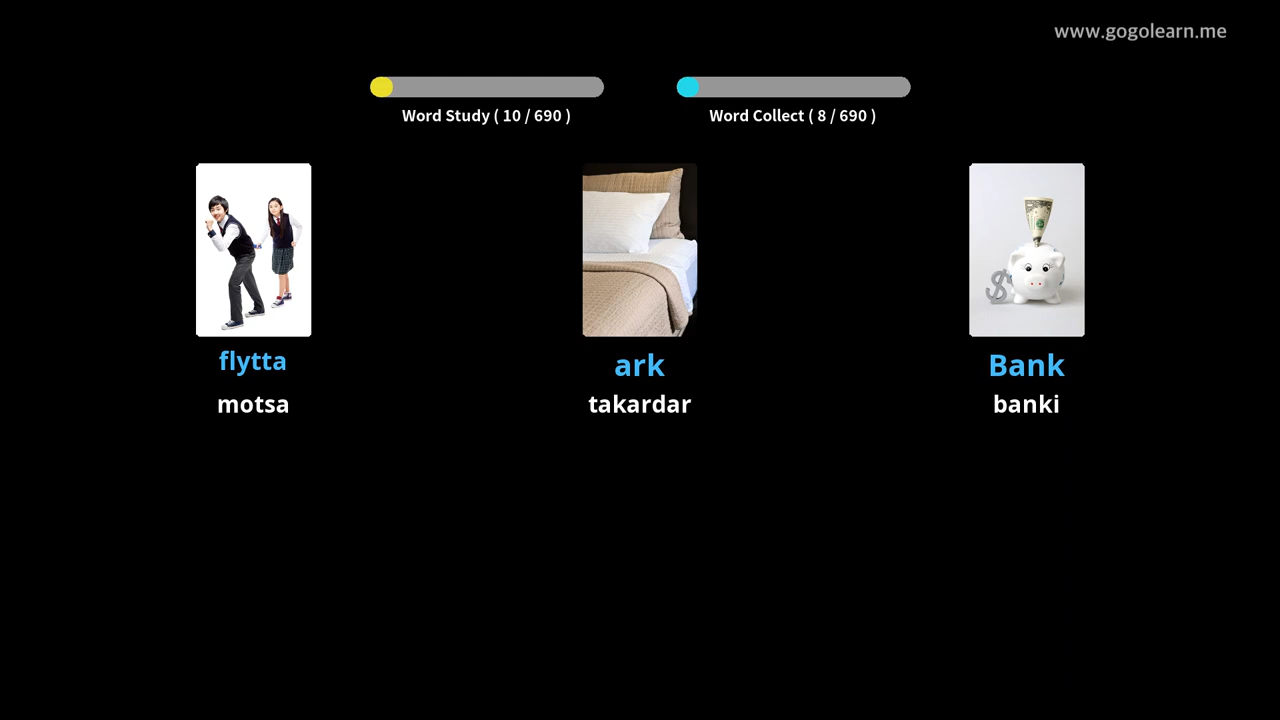 www.gogolearn.me
Word Study ( 10 / 690 )
Word Collect ( 8 / 690 )
flytta
ark
Bank
motsa
takardar
banki